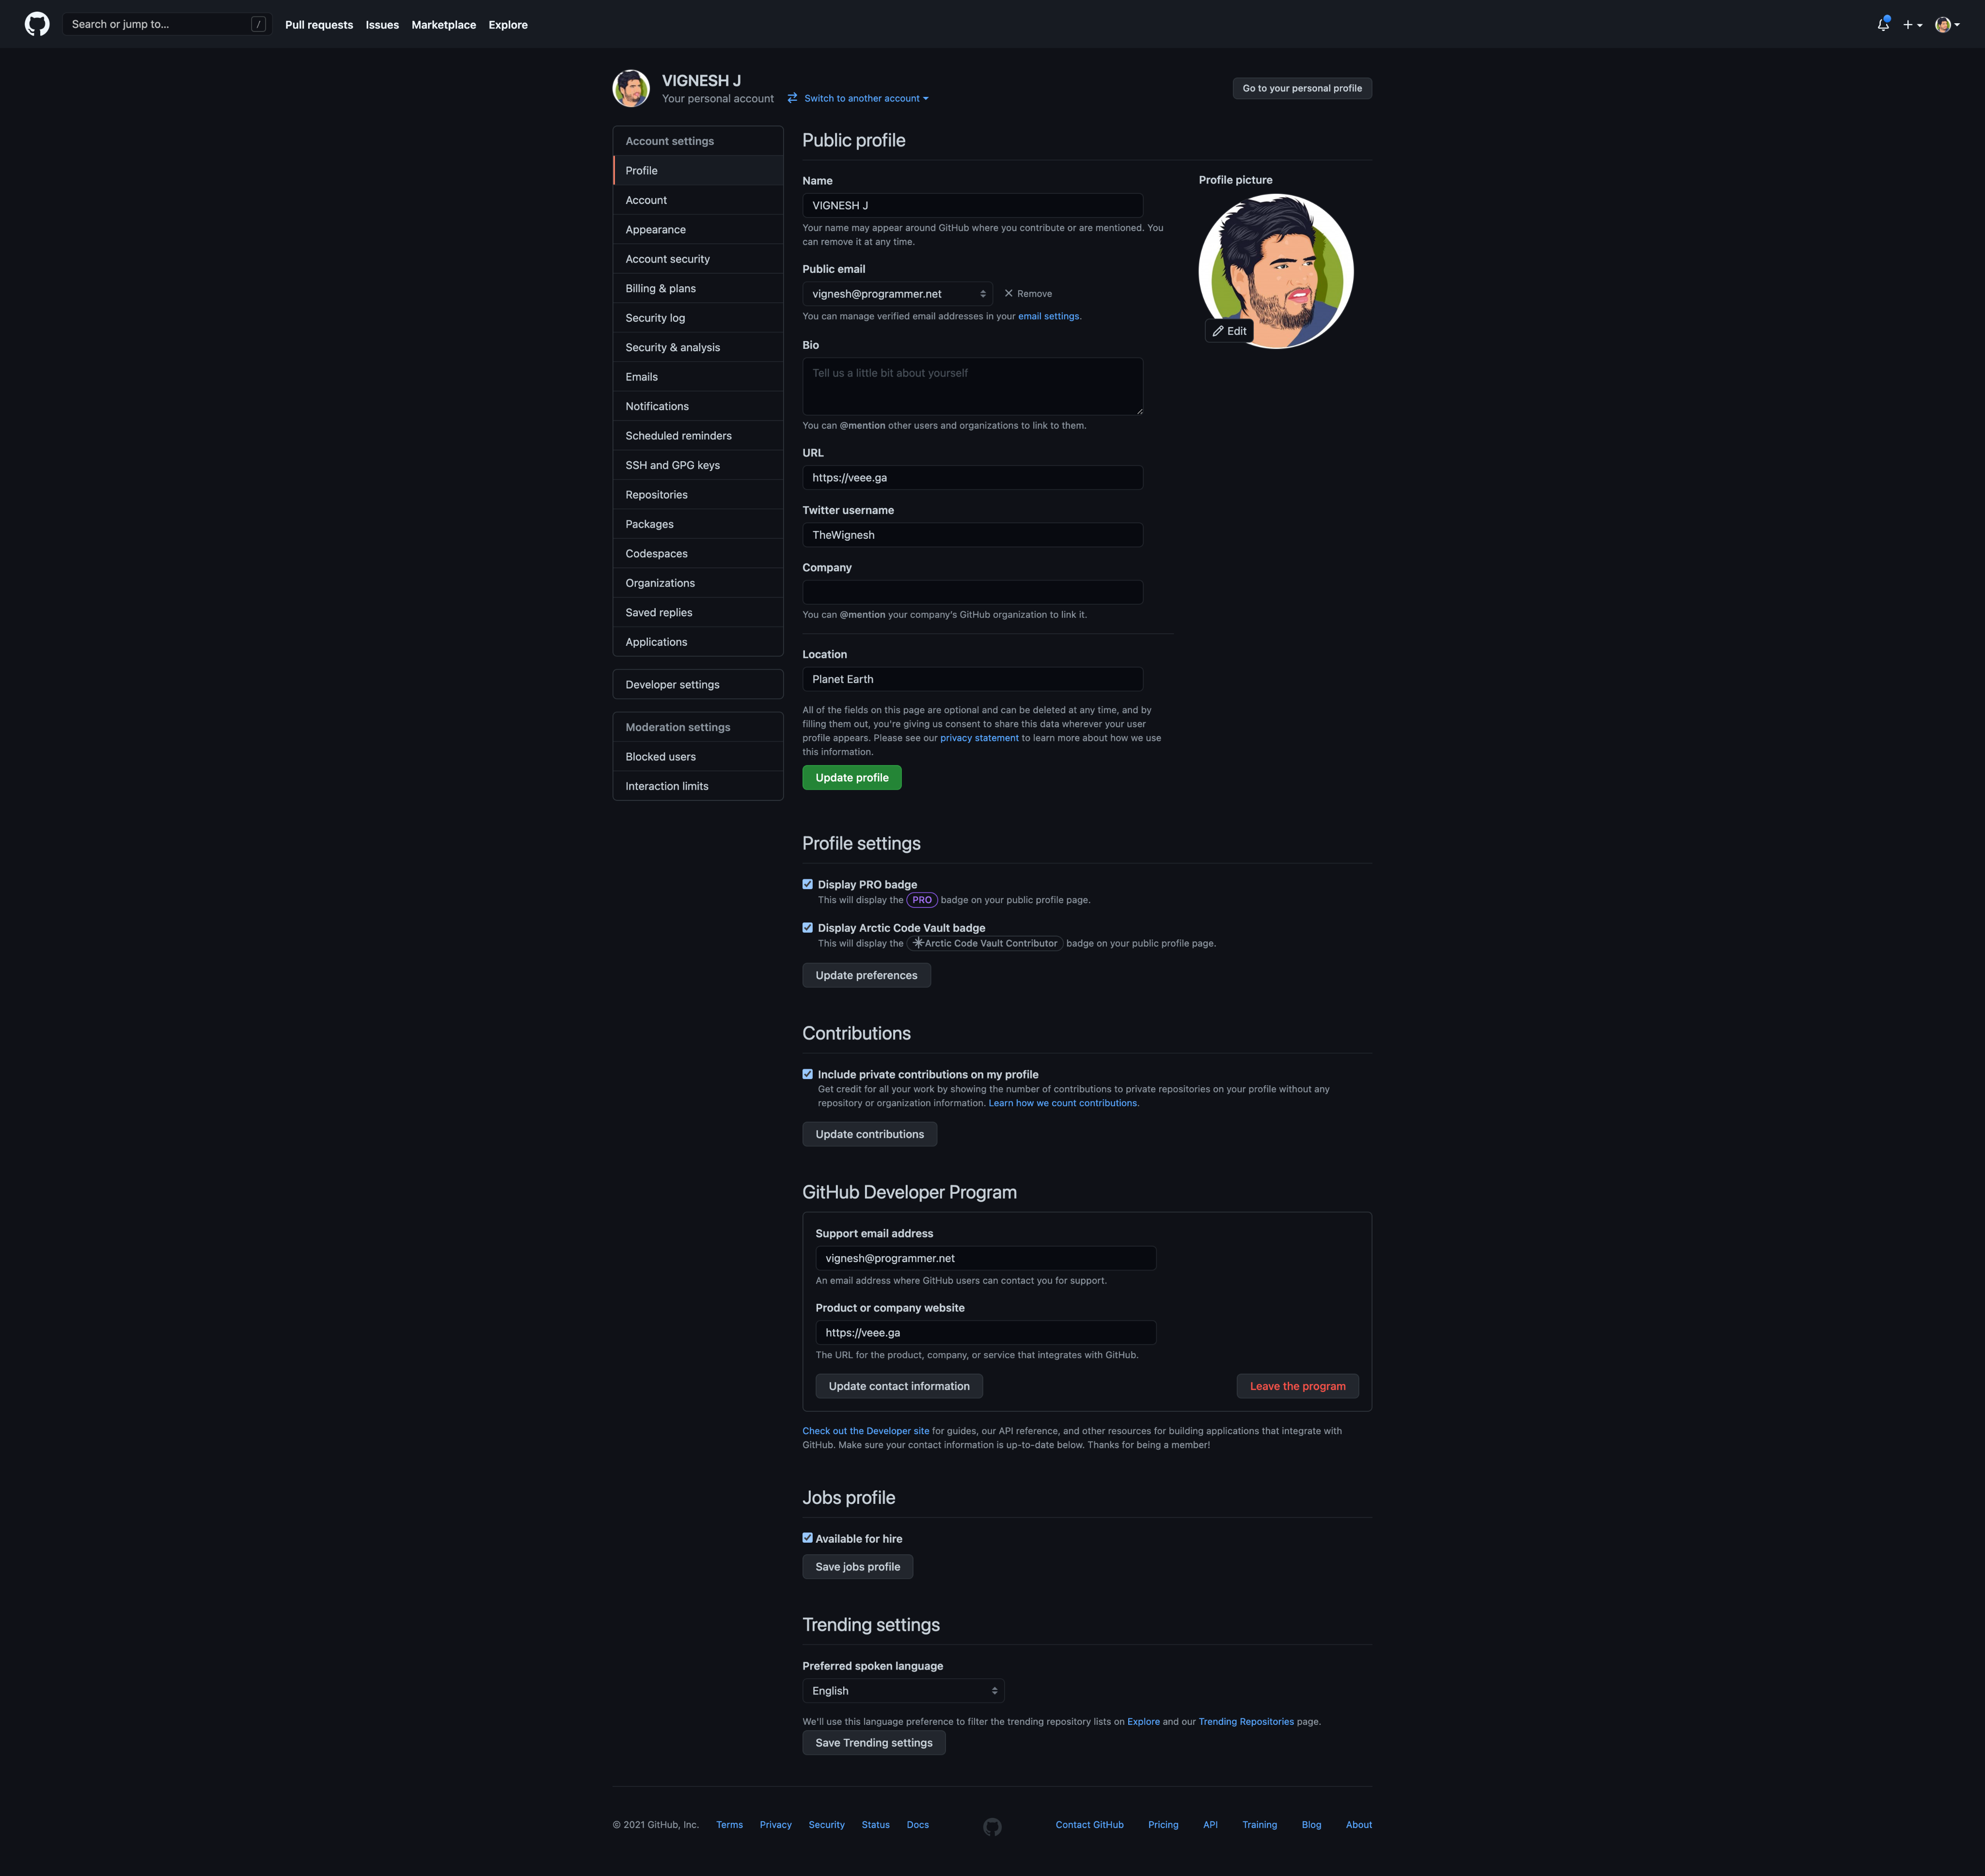 Search or jump to... /
Pull requests Issues Marketplace Explore
VIGNESH J
Your personal account Switch to another account
Go to your personal profile
Account settings
Profile
Account
Appearance
Account security
Billing & plans
Security log
Security & analysis
Emails
Notifications
Scheduled reminders
SSH and GPG keys
Repositories
Packages
Codespaces
Organizations
Saved replies
Applications
Developer settings
Moderation settings
Blocked users
Interaction limits
Public profile
Name
VIGNESH J
Your name may appear around GitHub where you contribute or are mentioned. You
can remove it at any time.
Public email
vignesh@programmer.net Remove
You can manage verified email addresses in your email settings.
Bio
Tell us a little bit about yourself
You can @mention other users and organizations to link to them.
URL
https://veee.ga
Twitter username
TheWignesh
Company
You can @mention your company's GitHub organization to link it.
Location
Planet Earth
All of the fields on this page are optional and can be deleted at any time, and by
filling them out, you're giving us consent to share this data wherever your user
profile appears. Please see our privacy statement to learn more about how we use
this information.
Update profile
Profile picture
Edit
Profile settings
Display PRO badge
This will display the PRO badge on your public profile page.
Display Arctic Code Vault badge
This will display the Arctic Code Vault Contributor badge on your public profile page.
Update preferences
Contributions
Include private contributions on my profile
Get credit for all your work by showing the number of contributions to private repositories on your profile without any
repository or organization information. Learn how we count contributions.
Update contributions
GitHub Developer Program
Support email address
vignesh@programmer.net
An email address where GitHub users can contact you for support.
Product or company website
https://veee.ga
The URL for the product, company, or service that integrates with GitHub.
Update contact information Leave the program
Check out the Developer site for guides, our API reference, and other resources for building applications that integrate with
GitHub. Make sure your contact information is up-to-date below. Thanks for being a member!
Jobs profile
Available for hire
Save jobs profile
Trending settings
Preferred spoken language
English
We'll use this language preference to filter the trending repository lists on Explore and our Trending Repositories page.
Save Trending settings
© 2021 GitHub, Inc. Terms Privacy Security Status Docs Contact GitHub Pricing API Training Blog About